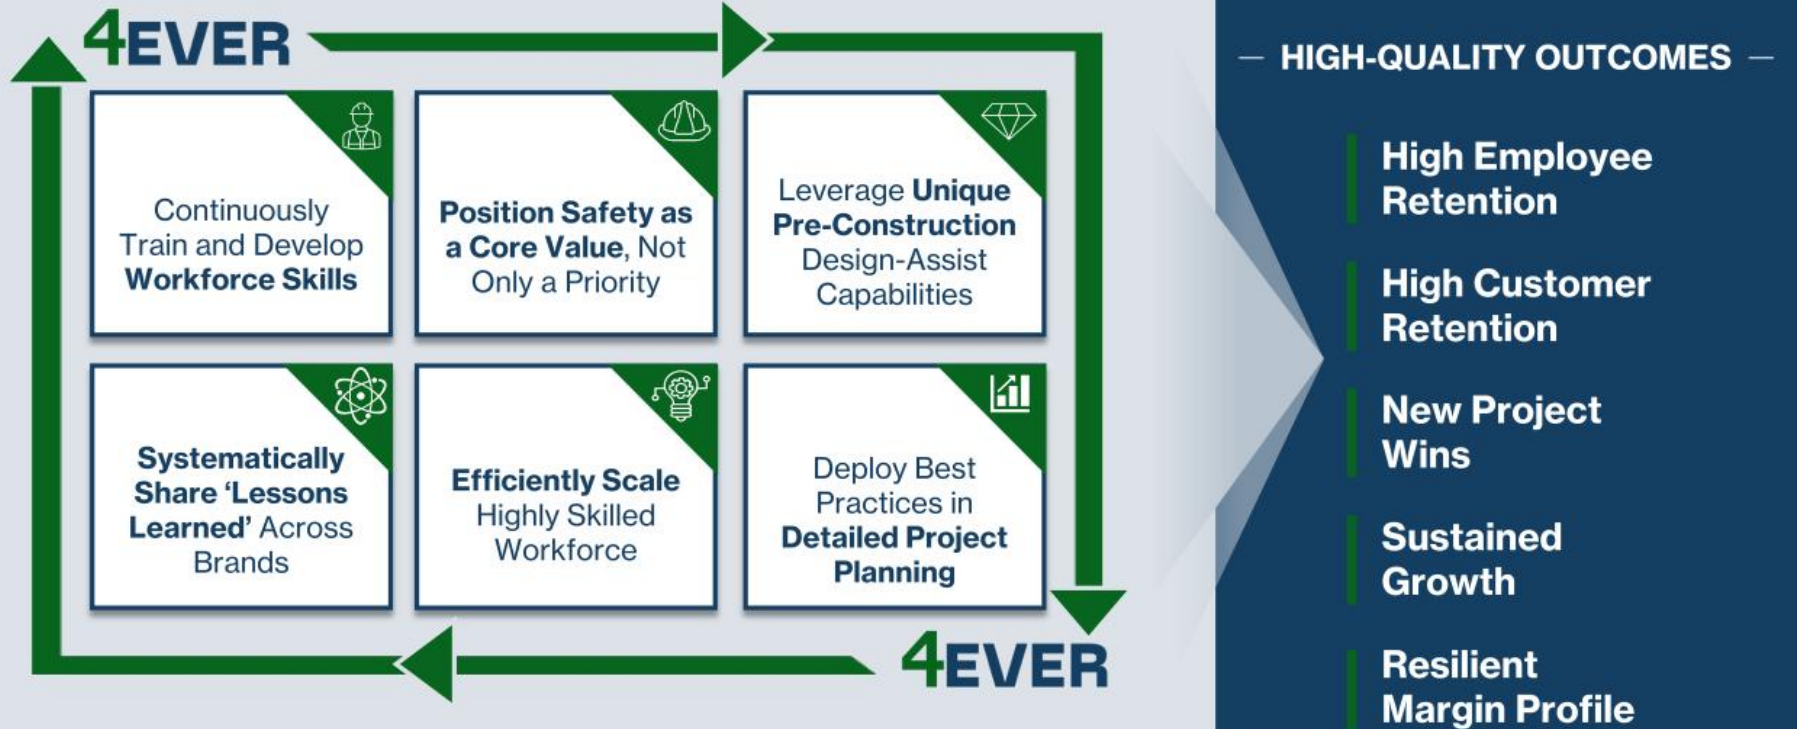 4EVER
Continuously
Train and Develop
Workforce Skills
Position Safety as
a Core Value, Not
Only a Priority
Leverage Unique
Pre-Construction
Design-Assist
Capabilities
Systematically
Share ‘Lessons
Learned’ Across
Brands
Efficiently Scale
Highly Skilled
Workforce
Deploy Best
Practices in
Detailed Project
Planning
4EVER
HIGH-QUALITY OUTCOMES
High Employee
Retention
High Customer
Retention
New Project
Wins
Sustained
Growth
Resilient
Margin Profile